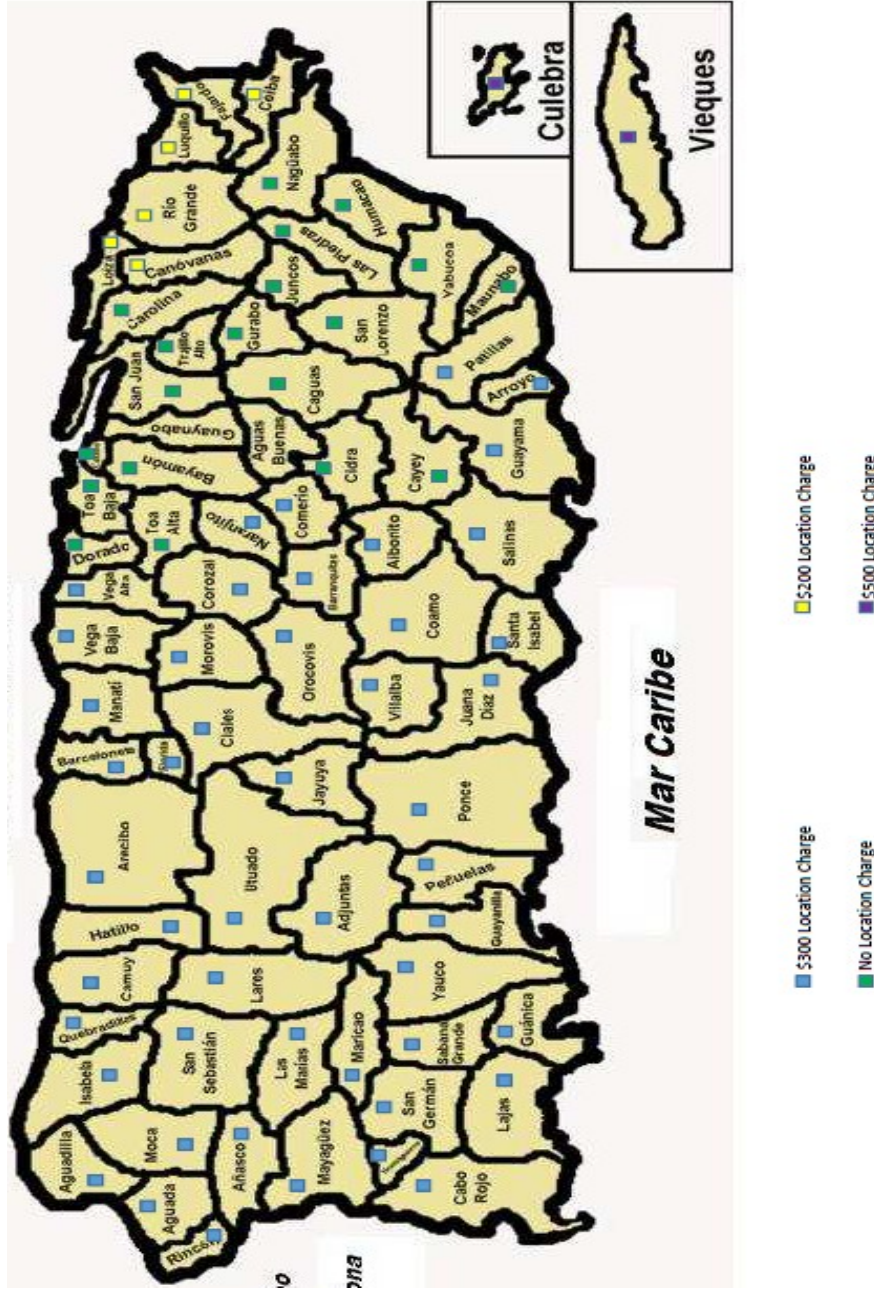 Aguadilla
Isabela
Quebradillas
Camuy
Hatillo
Arecibo
Barceloneta
Manatí
Vega
Baja
Vega
Alta
Dorado
Toa
Baja
Toa
Alta
Bayamón
Guaynabo
San Juan
Trujillo
Alto
Carolina
Loiza
Canóvanas
Río
Grande
Luquillo
Fajardo
Ceiba
Aguada
Rincón
Moca
San
Sebastián
Lares
Utuado
Ciales
Morovis
Corozal
Naranjito
Aguas
Buenas
Caguas
Gurabo
Juncos
Las Piedras
Nagüabo
Humacao
Añasco
Mayagüez
Las
Marías
Maricao
Adjuntas
Jayuya
Orocovis
Barranquitas
Comerío
Cidra
San
Lorenzo
Yabucoa
Maunabo
Cabo
Rojo
San
Germán
Sabana
Grande
Yauco
Guayanilla
Peñuelas
Ponce
Villalba
Juana
Díaz
Coamo
Aibonito
Cayey
Salinas
Guayama
Patillas
Arroyo
Lajas
Guánica
Santa
Isabel
Culebra
Vieques
ona
Mar Caribe
$300 Location Charge
$200 Location Charge
No Location Charge
$500 Location Charge